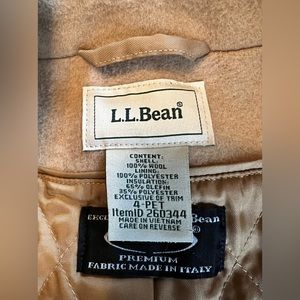 L.L.Bean®
CONTENT:
SHELL:
100% WOOL
LINING:
100% POLYESTER
INSULATION:
65% OLEFIN
35% POLYESTER
EXCLUSIVE OF TRIM
4-PET
ItemID 260344
MADE IN VIETNAM
CARE ON REVERSE
Bean
PREMIUM
FABRIC MADE IN ITALY